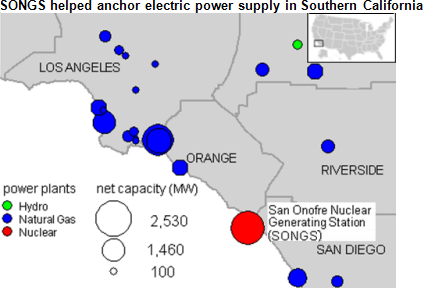 SONGS helped anchor electric power supply in Southern California
LOS ANGELES
ORANGE
RIVERSIDE
power plants
Hydro
Natural Gas
Nuclear
net capacity (MW)
2,530
1,460
100
San Onofre Nuclear
Generating Station
(SONGS)
SAN DIEGO